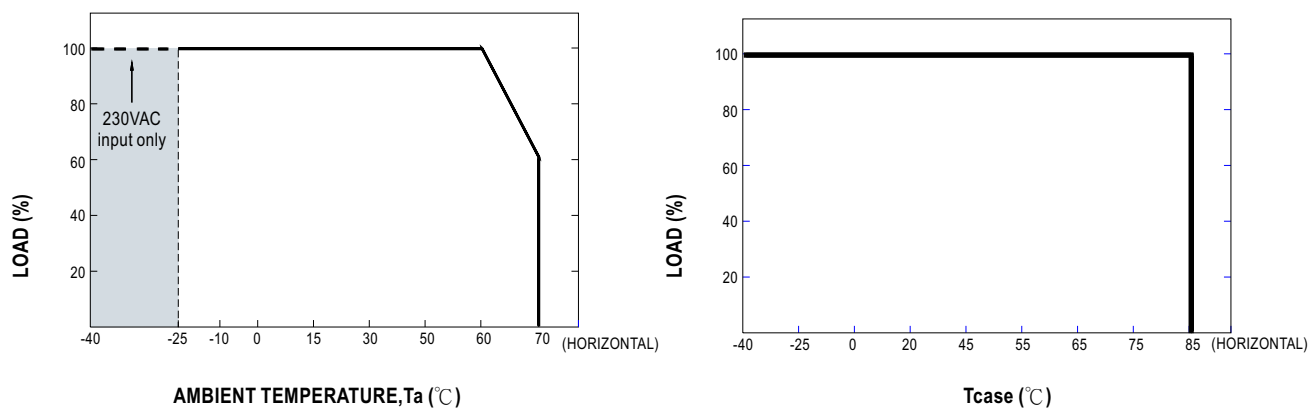 100
80
60
40
20
230VAC
input only
LOAD (%)
-40 -25 -10 0 15 30 50 60 70 (HORIZONTAL)
AMBIENT TEMPERATURE,Ta (℃)
100
80
60
40
20
LOAD (%)
-40 -25 0 20 45 55 65 75 85 (HORIZONTAL)
Tcase (℃)